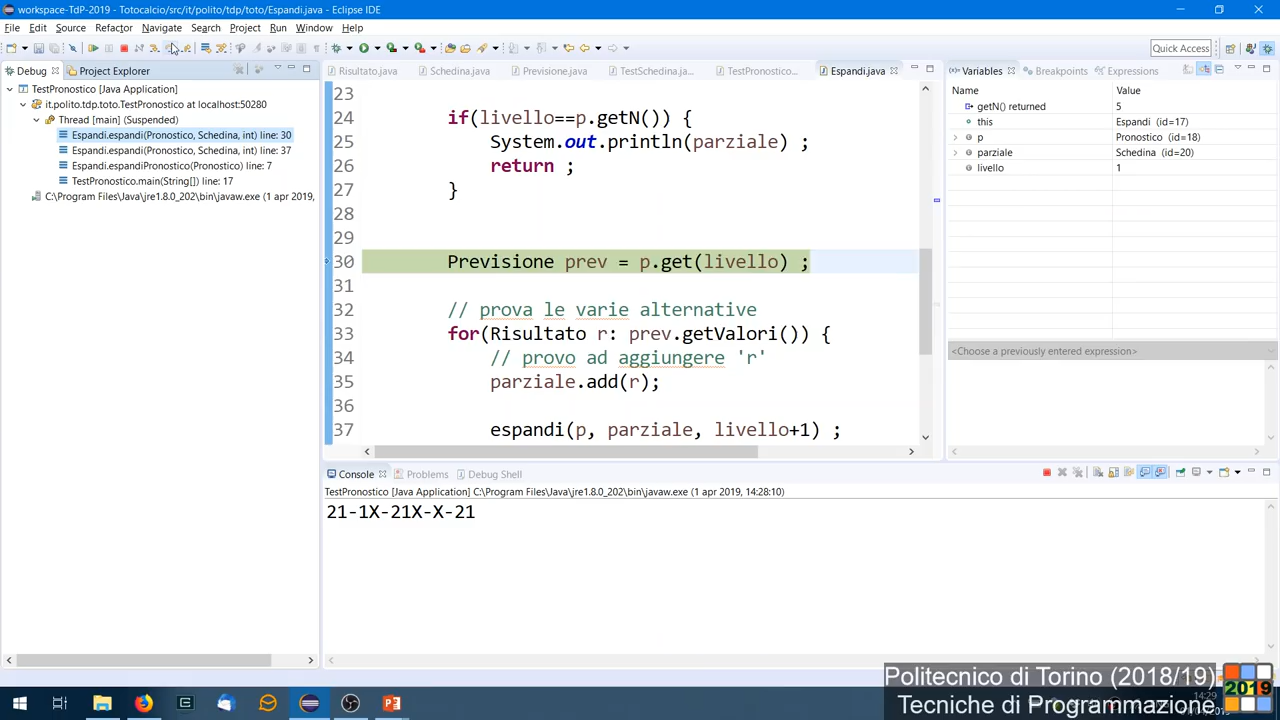 workspace-TdP-2019 - Totocalcio/src/it/polito/tdp/toto/Espandi.java - Eclipse IDE
File Edit Source Refactor Navigate Search Project Run Window Help
Quick Access
Debug Project Explorer
Risultato.java Schedina.java Previsione.java TestSchedina.ja... TestPronostico... Espandi.java
Variables Breakpoints Expressions
TestPronostico [Java Application]
it.polito.tdp.toto.TestPronostico at localhost:50280
Thread [main] (Suspended)
Espandi.espandi(Pronostico, Schedina, int) line: 30
Espandi.espandi(Pronostico, Schedina, int) line: 37
Espandi.espandiPronostico(Pronostico) line: 7
TestPronostico.main(String[]) line: 17
C:\Program Files\Java\jre1.8.0_202\bin\javaw.exe (1 apr 2019,
23
24 if(livello==p.getN()) {
25 System.out.println(parziale) ;
26 return ;
27 }
28
29
30 Previsione prev = p.get(livello) ;
31
32 // prova le varie alternative
33 for(Risultato r: prev.getValori()) {
34 // provo ad aggiungere 'r'
35 parziale.add(r);
36
37 espandi(p, parziale, livello+1) ;
Name Value
getN() returned 5
this Espandi (id=17)
p Pronostico (id=18)
parziale Schedina (id=20)
livello 1
<Choose a previously entered expression>
Console Problems Debug Shell
TestPronostico [Java Application] C:\Program Files\Java\jre1.8.0_202\bin\javaw.exe (1 apr 2019, 14:28:10)
21-1X-21X-X-21
Politecnico di Torino (2018/19)
Tecniche di Programmazione
2019
14:29